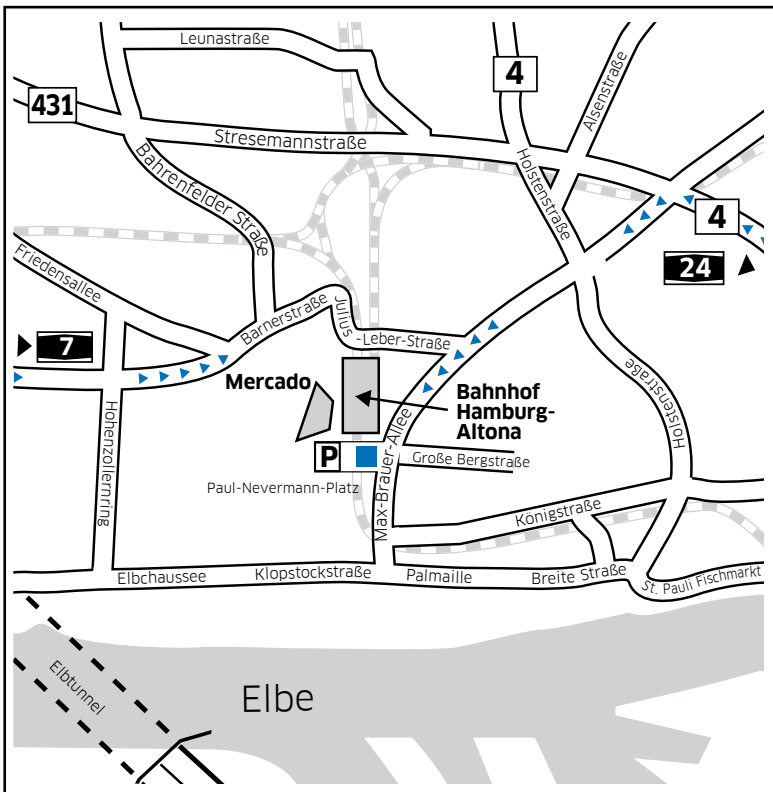 Leunastraße
4
431
Alsenstraße
Stresemannstraße
Bahrenfelder Straße
Holstenstraße
4
24
Friedensallee
7
Barnerstraße
Julius
-Leber-Straße
Mercado
Bahnhof
Hamburg-
Altona
Holstenstraße
Hohenzollernring
Max-Brauer-Allee
P
Große Bergstraße
Paul-Nevermann-Platz
Königstraße
Elbchaussee
Klopstockstraße
Palmaille
Breite Straße
St. Pauli Fischmarkt
Elbtunnel
Elbe